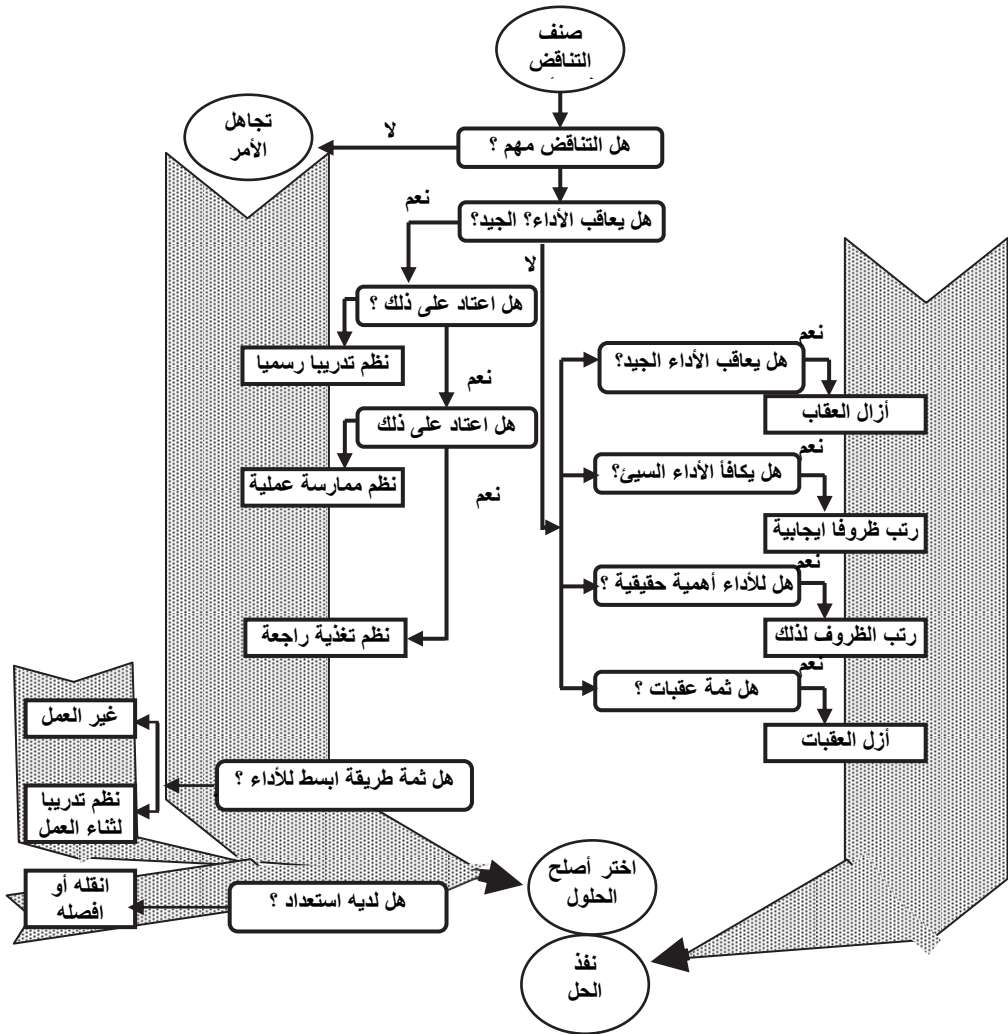 صنف
التناقض
تجاهل
الأمر
لا
هل التناقض مهم ؟
نعم
هل يعاقب الأداء؟ الجيد؟
لا
هل اعتاد على ذلك ؟
نظم تدريبا رسميا
نعم
هل اعتاد على ذلك
نظم ممارسة عملية
نعم
نظم تغذية راجعة
هل يعاقب الأداء الجيد؟
نعم
أزال العقاب
هل يكافأ الأداء السيئ؟
نعم
رتب ظروفا ايجابية
هل للأداء أهمية حقيقية ؟
نعم
رتب الظروف لذلك
هل ثمة عقبات ؟
نعم
أزل العقبات
غير العمل
هل ثمة طريقة ابسط للأداء ؟
نظم تدريبا
لثناء العمل
انقله أو
افصله
هل لديه استعداد ؟
اختر أصلح
الحلول
نفذ
الحل